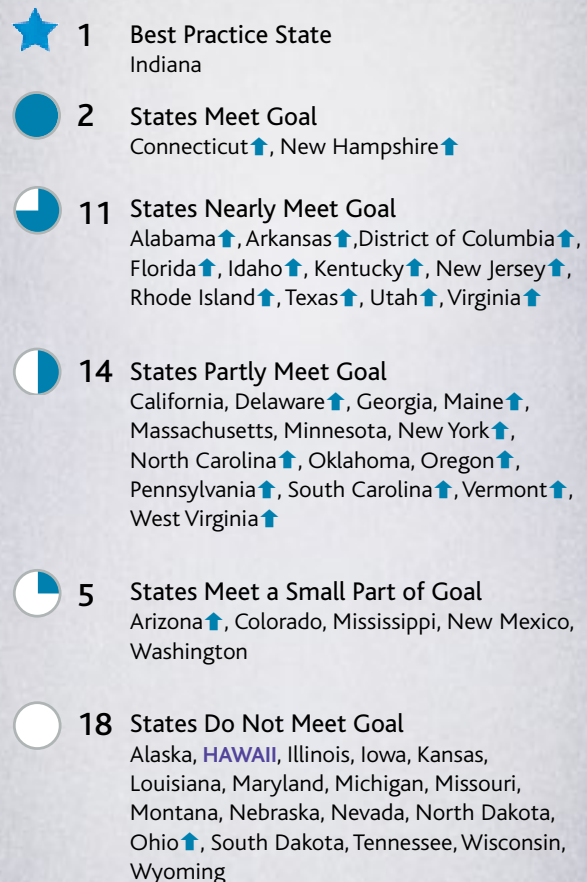 1 Best Practice State
Indiana
2 States Meet Goal
Connecticut⬆, New Hampshire⬆
11 States Nearly Meet Goal
Alabama⬆, Arkansas⬆,District of Columbia⬆,
Florida⬆, Idaho⬆, Kentucky⬆, New Jersey⬆,
Rhode Island⬆, Texas⬆, Utah⬆, Virginia⬆
14 States Partly Meet Goal
California, Delaware⬆, Georgia, Maine⬆,
Massachusetts, Minnesota, New York⬆,
North Carolina⬆, Oklahoma, Oregon⬆,
Pennsylvania⬆, South Carolina⬆, Vermont⬆,
West Virginia⬆
5 States Meet a Small Part of Goal
Arizona⬆, Colorado, Mississippi, New Mexico,
Washington
18 States Do Not Meet Goal
Alaska, HAWAII, Illinois, Iowa, Kansas,
Louisiana, Maryland, Michigan, Missouri,
Montana, Nebraska, Nevada, North Dakota,
Ohio⬆, South Dakota, Tennessee, Wisconsin,
Wyoming